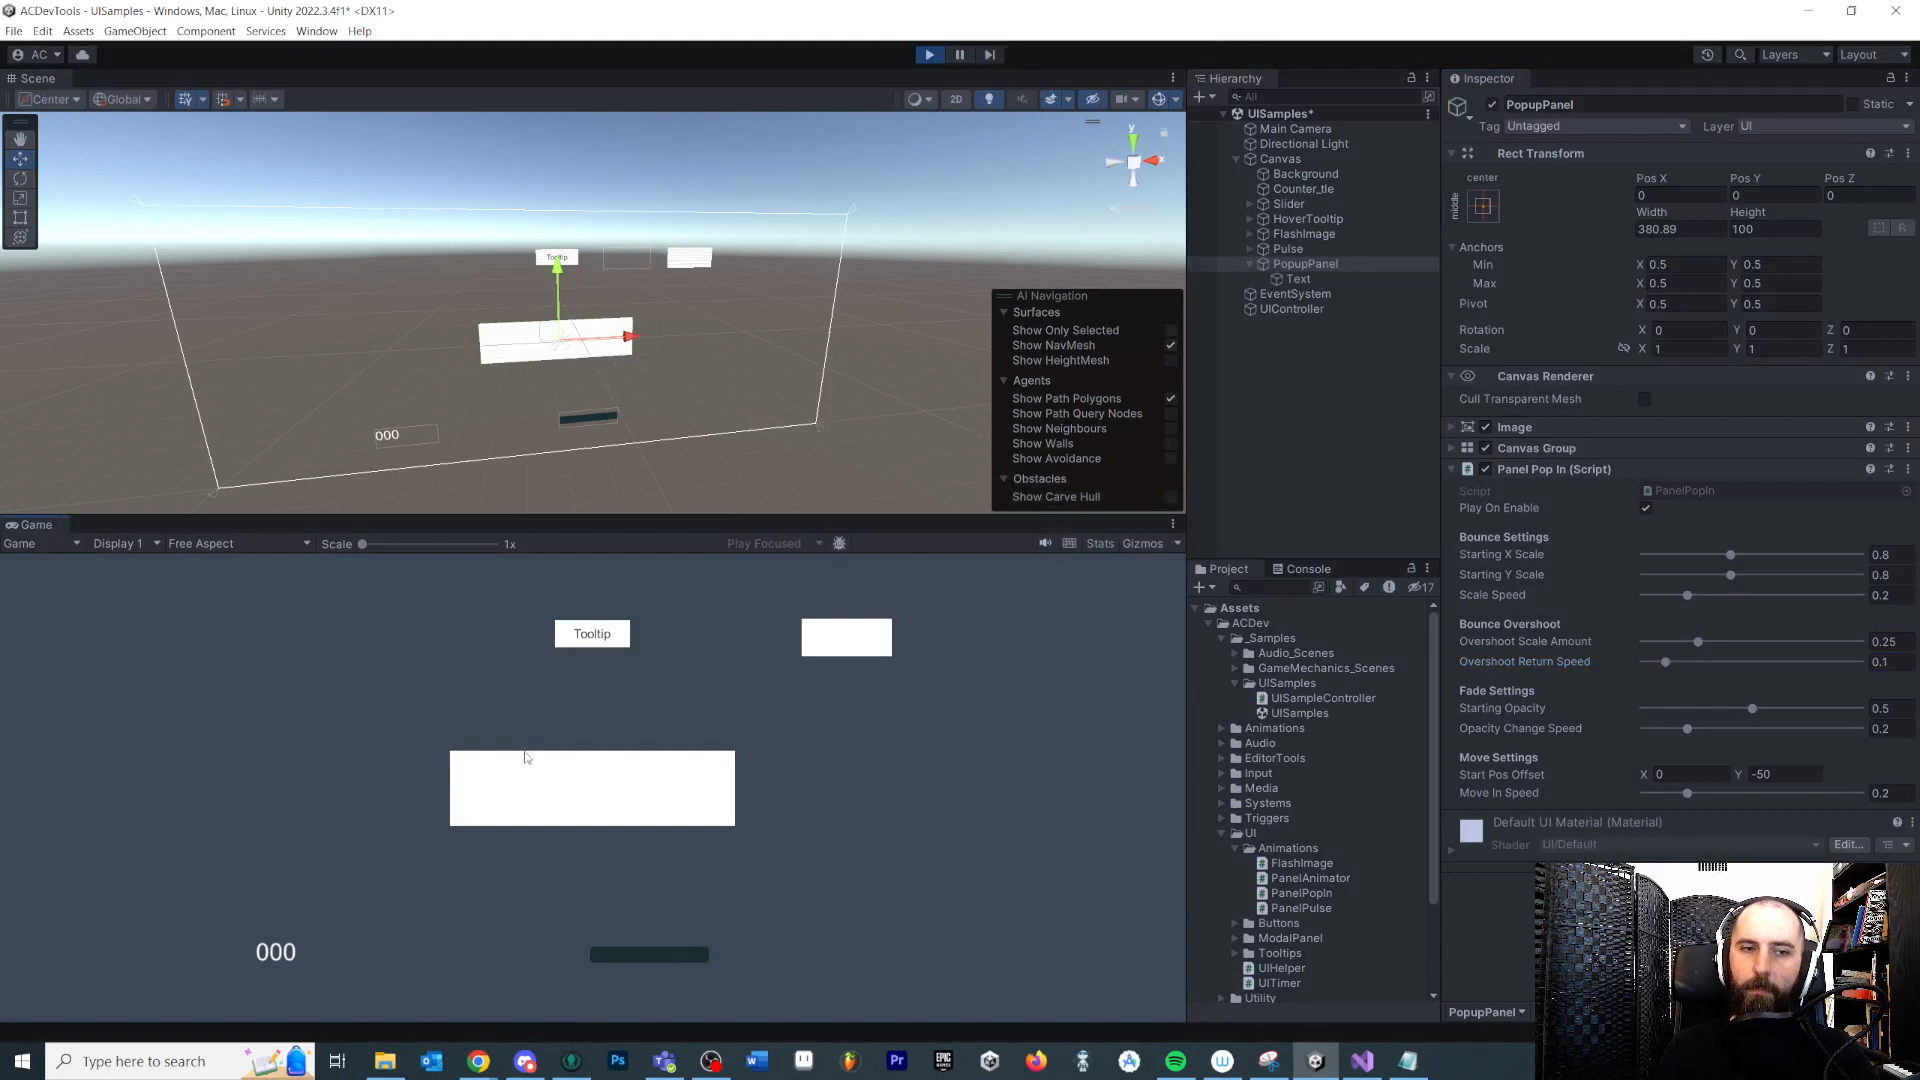 ACDevTools - UISamples - Windows, Mac, Linux - Unity 2022.3.4f1* <DX11>
File Edit Assets GameObject Component Services Window Help
AC Layers Layout
Scene
Center Global 2D
Tooltip
000
y
x
AI Navigation
Surfaces
Show Only Selected
Show NavMesh
Show HeightMesh
Agents
Show Path Polygons
Show Path Query Nodes
Show Neighbours
Show Walls
Show Avoidance
Obstacles
Show Carve Hull
Game
Game Display 1 Free Aspect Scale 1x Play Focused Stats Gizmos
Tooltip
000
Hierarchy
All
UISamples*
Main Camera
Directional Light
Canvas
Background
Counter_tle
Slider
HoverTooltip
FlashImage
Pulse
PopupPanel
Text
EventSystem
UIController
Project Console
17
Assets
ACDev
_Samples
Audio_Scenes
GameMechanics_Scenes
UISamples
UISampleController
UISamples
Animations
Audio
EditorTools
Input
Media
Systems
Triggers
UI
Animations
FlashImage
PanelAnimator
PanelPopIn
PanelPulse
Buttons
ModalPanel
Tooltips
UIHelper
UITimer
Utility
Inspector
PopupPanel Static
Tag Untagged Layer UI
Rect Transform
center
middle
Pos X Pos Y Pos Z
0 0 0
Width Height
380.89 100
R
Anchors
Min X 0.5 Y 0.5
Max X 0.5 Y 0.5
Pivot X 0.5 Y 0.5
Rotation X 0 Y 0 Z 0
Scale X 1 Y 1 Z 1
Canvas Renderer
Cull Transparent Mesh
Image
Canvas Group
Panel Pop In (Script)
Script PanelPopIn
Play On Enable
Bounce Settings
Starting X Scale 0.8
Starting Y Scale 0.8
Scale Speed 0.2
Bounce Overshoot
Overshoot Scale Amount 0.25
Overshoot Return Speed 0.1
Fade Settings
Starting Opacity 0.5
Opacity Change Speed 0.2
Move Settings
Start Pos Offset X 0 Y -50
Move In Speed 0.2
Default UI Material (Material)
Shader UI/Default Edit...
PopupPanel
Type here to search